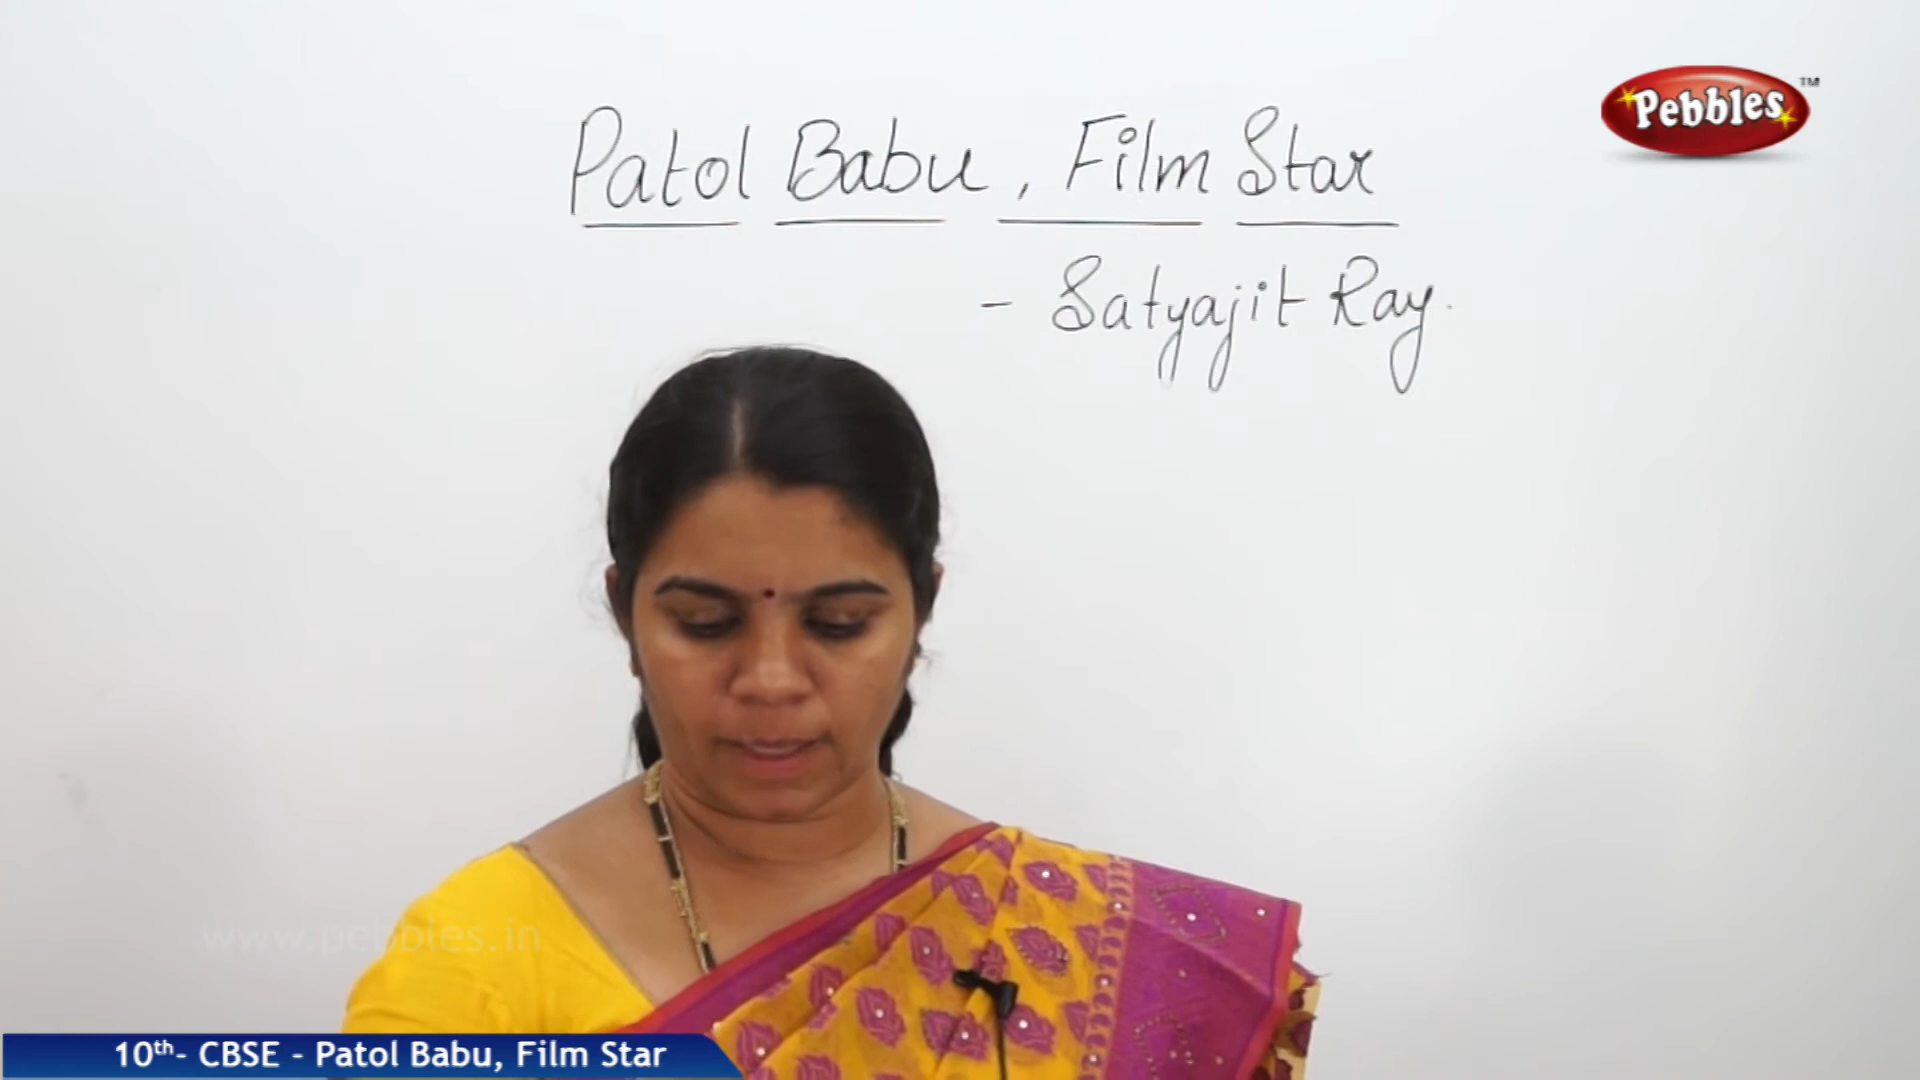 Pebbles TM
Patol Babu, Film Star
- Satyajit Ray.
www.pebbles.in
10th- CBSE - Patol Babu, Film Star